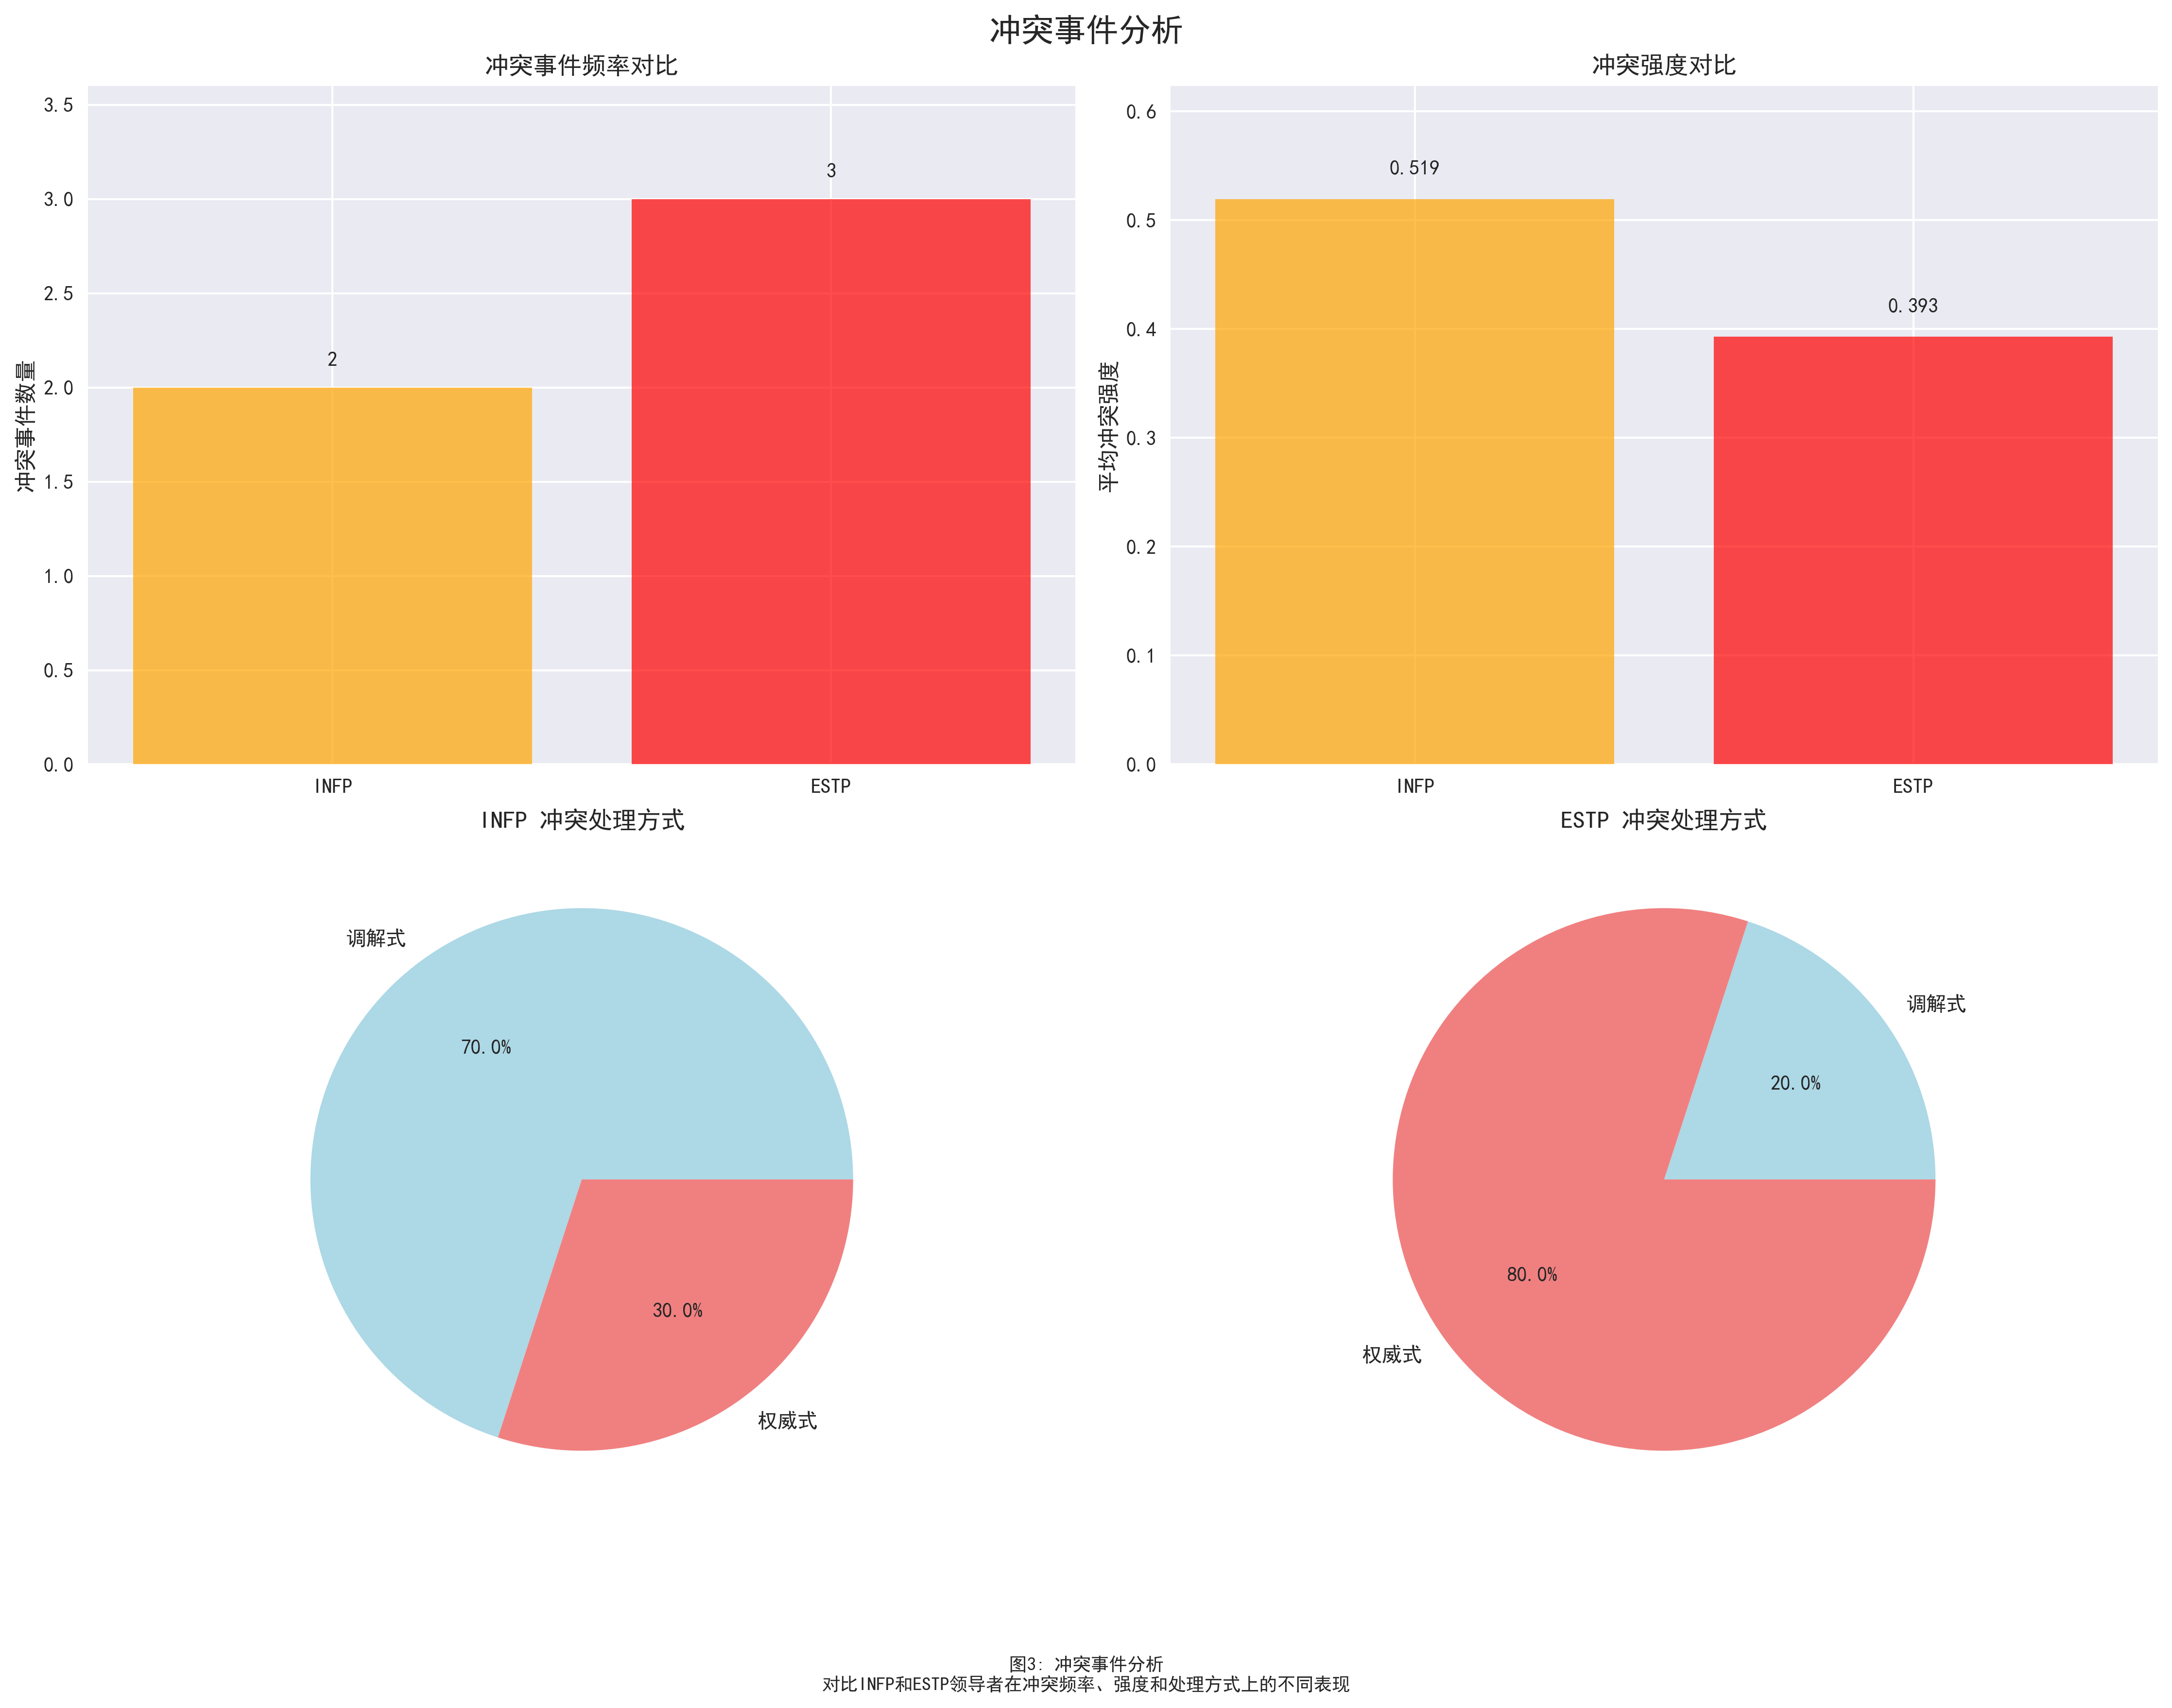 冲突事件分析
冲突事件频率对比
3.5
3.0
2.5
2.0
1.5
1.0
0.5
0.0
冲突事件数量
2
3
INFP
ESTP
冲突强度对比
0.6
0.5
0.4
0.3
0.2
0.1
0.0
平均冲突强度
0.519
0.393
INFP
ESTP
INFP 冲突处理方式
调解式
70.0%
30.0%
权威式
ESTP 冲突处理方式
调解式
20.0%
80.0%
权威式
图3: 冲突事件分析
对比INFP和ESTP领导者在冲突频率、强度和处理方式上的不同表现